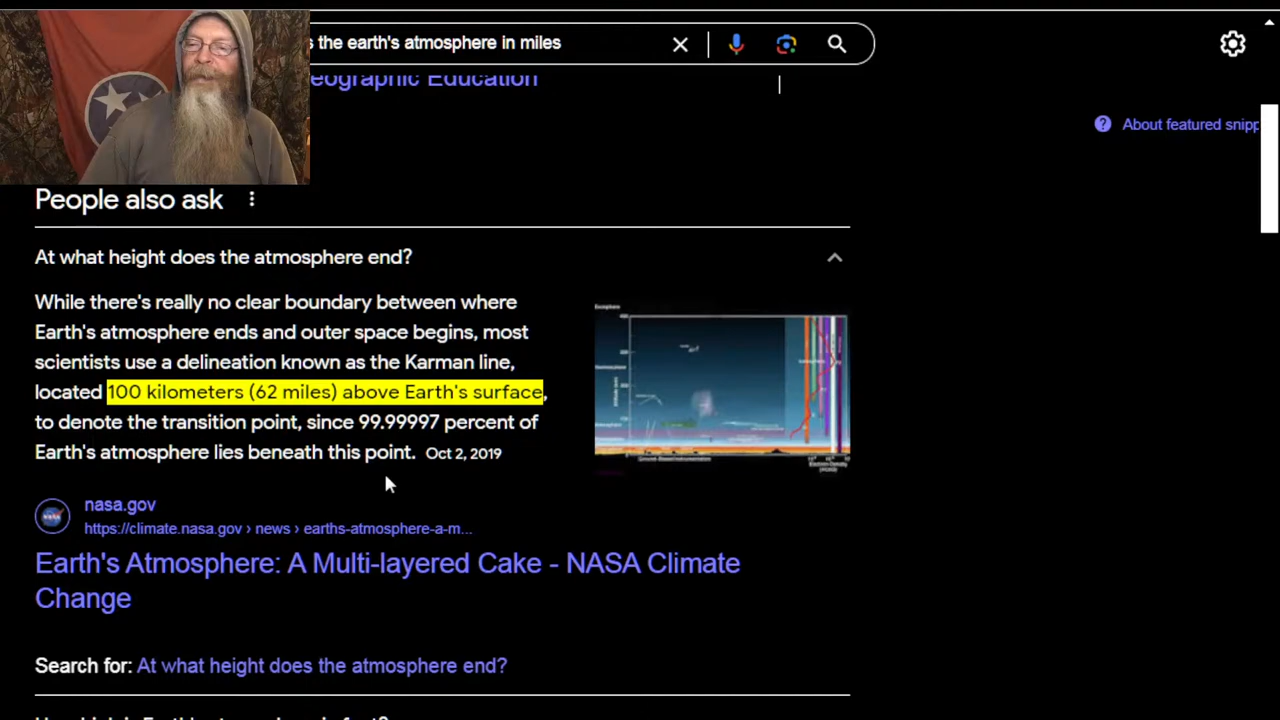 s the earth's atmosphere in miles
eographic Education
About featured snipp
People also ask
At what height does the atmosphere end?
While there's really no clear boundary between where
Earth's atmosphere ends and outer space begins, most
scientists use a delineation known as the Karman line,
located 100 kilometers (62 miles) above Earth's surface,
to denote the transition point, since 99.99997 percent of
Earth's atmosphere lies beneath this point. Oct 2, 2019
nasa.gov
https://climate.nasa.gov › news › earths-atmosphere-a-m...
Earth's Atmosphere: A Multi-layered Cake - NASA Climate
Change
Search for: At what height does the atmosphere end?